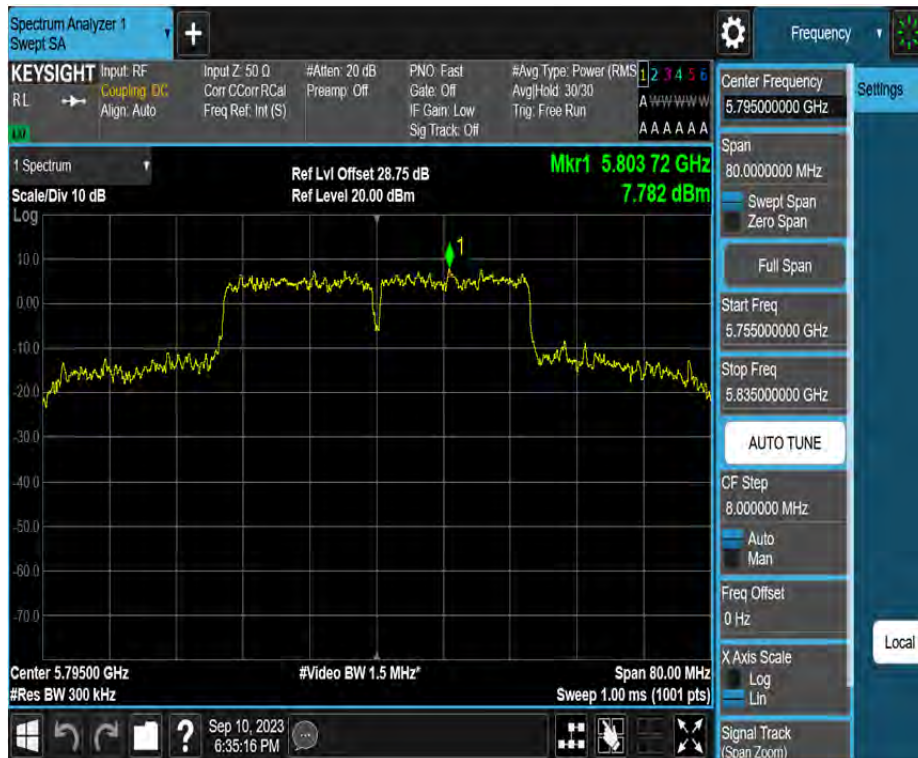 Spectrum Analyzer 1
Swept SA
Frequency
KEYSIGHT
RL
LXI
Input: RF
Coupling: DC
Align: Auto
Input Z: 50 Ω
Corr CCorr RCal
Freq Ref: Int (S)
#Atten: 20 dB
Preamp: Off
PNO: Fast
Gate: Off
IF Gain: Low
Sig Track: Off
#Avg Type: Power (RMS
Avg|Hold: 30/30
Trig: Free Run
1 2 3 4 5 6
A W W W W W
A A A A A A
Center Frequency
5.795000000 GHz
Settings
Span
80.0000000 MHz
Swept Span
Zero Span
Full Span
Start Freq
5.755000000 GHz
Stop Freq
5.835000000 GHz
AUTO TUNE
CF Step
8.000000 MHz
Auto
Man
Freq Offset
0 Hz
X Axis Scale
Log
Lin
Local
Signal Track
(Span Zoom)
1 Spectrum
Scale/Div 10 dB
Log
Ref Lvl Offset 28.75 dB
Ref Level 20.00 dBm
Mkr1 5.803 72 GHz
7.782 dBm
1
10.0
0.00
-10.0
-20.0
-30.0
-40.0
-50.0
-60.0
-70.0
Center 5.79500 GHz
#Res BW 300 kHz
#Video BW 1.5 MHz*
Span 80.00 MHz
Sweep 1.00 ms (1001 pts)
?
Sep 10, 2023
6:35:16 PM